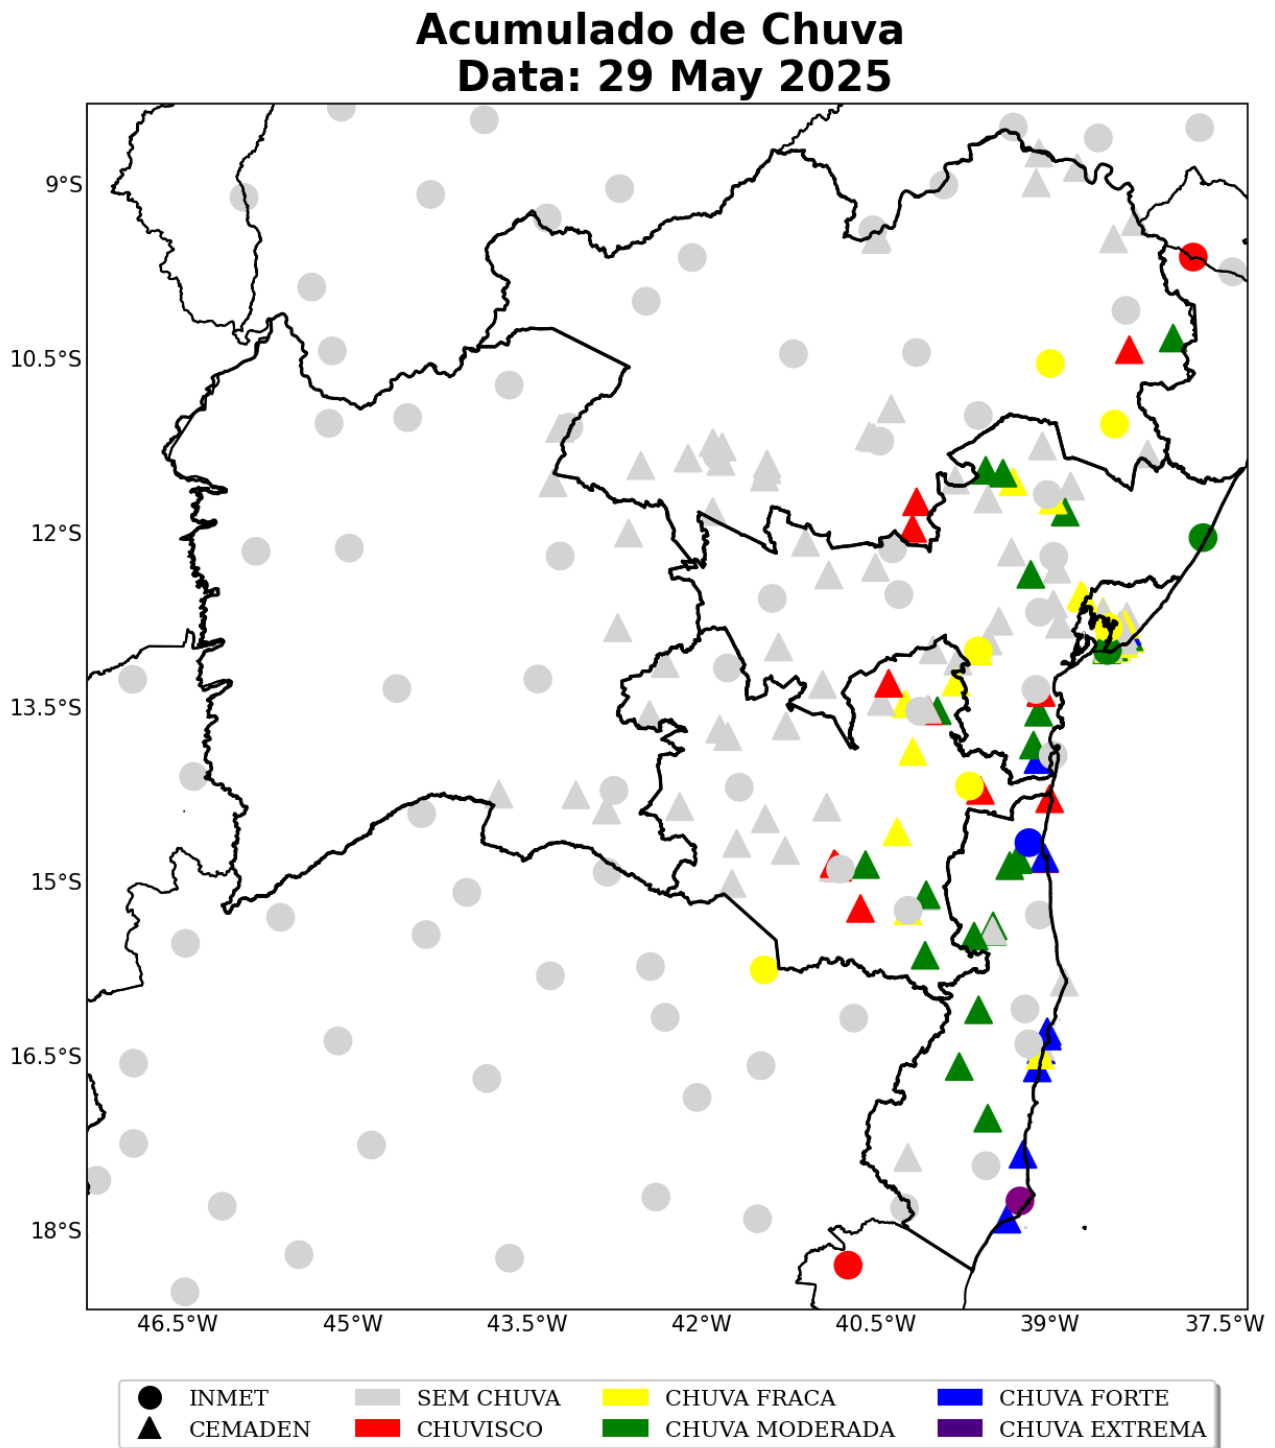 Acumulado de Chuva
Data: 29 May 2025
9°S
10.5°S
12°S
13.5°S
15°S
16.5°S
18°S
46.5°W 45°W 43.5°W 42°W 40.5°W 39°W 37.5°W
INMET SEM CHUVA CHUVA FRACA CHUVA FORTE
CEMADEN CHUVISCO CHUVA MODERADA CHUVA EXTREMA